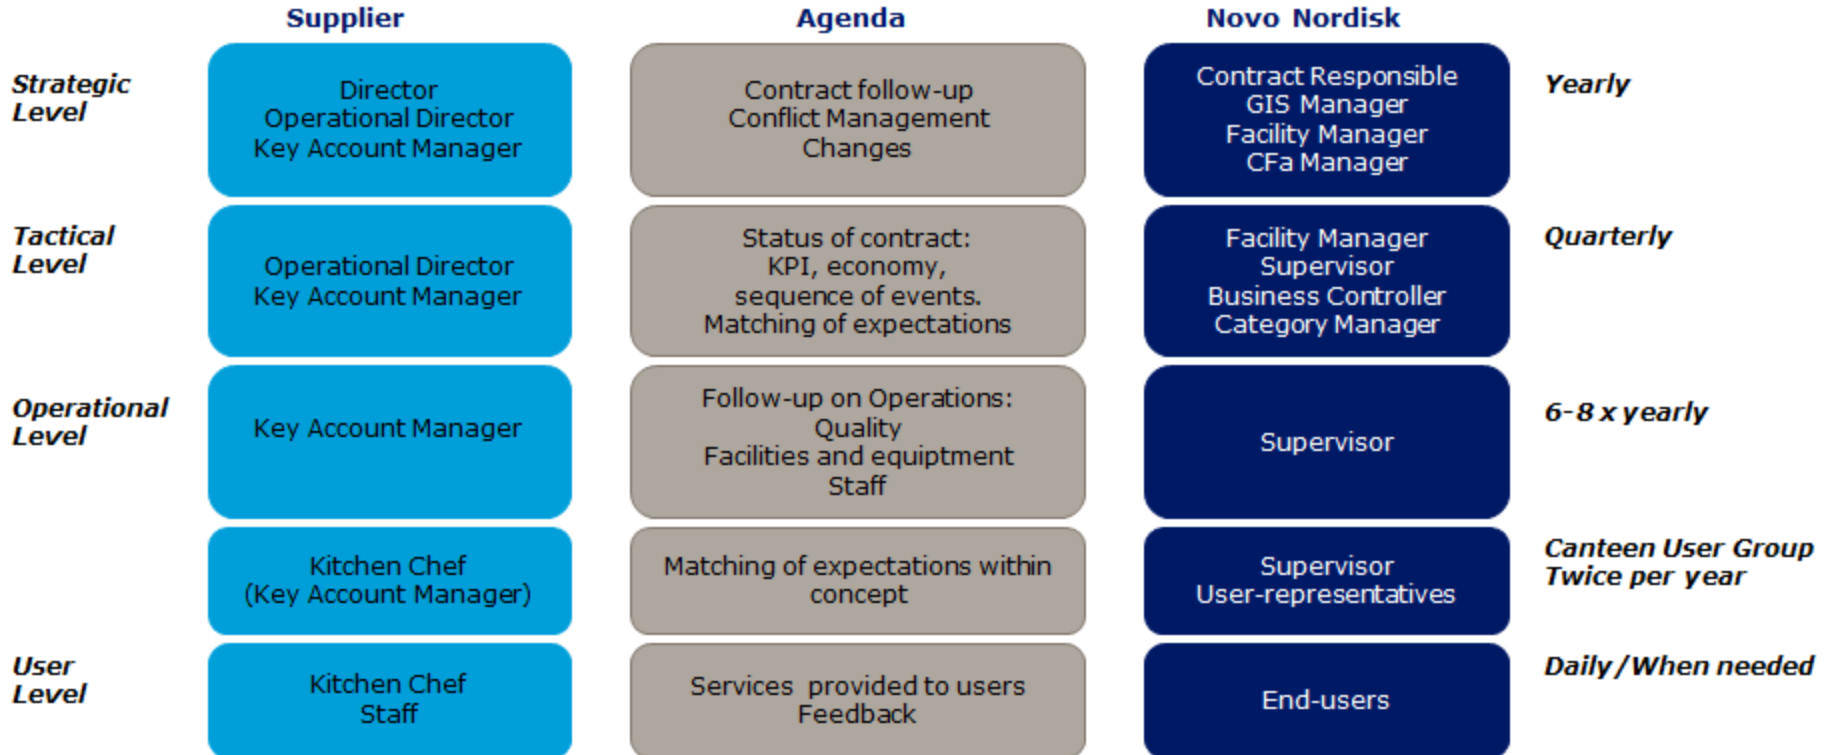 Supplier
Agenda
Novo Nordisk
Strategic
Level
Director
Operational Director
Key Account Manager
Contract follow-up
Conflict Management
Changes
Contract Responsible
GIS Manager
Facility Manager
CFa Manager
Yearly
Tactical
Level
Operational Director
Key Account Manager
Status of contract:
KPI, economy,
sequence of events.
Matching of expectations
Facility Manager
Supervisor
Business Controller
Category Manager
Quarterly
Operational
Level
Key Account Manager
Follow-up on Operations:
Quality
Facilities and equiptment
Staff
Supervisor
6-8 x yearly
Kitchen Chef
(Key Account Manager)
Matching of expectations within
concept
Supervisor
User-representatives
Canteen User Group
Twice per year
User
Level
Kitchen Chef
Staff
Services provided to users
Feedback
End-users
Daily/When needed